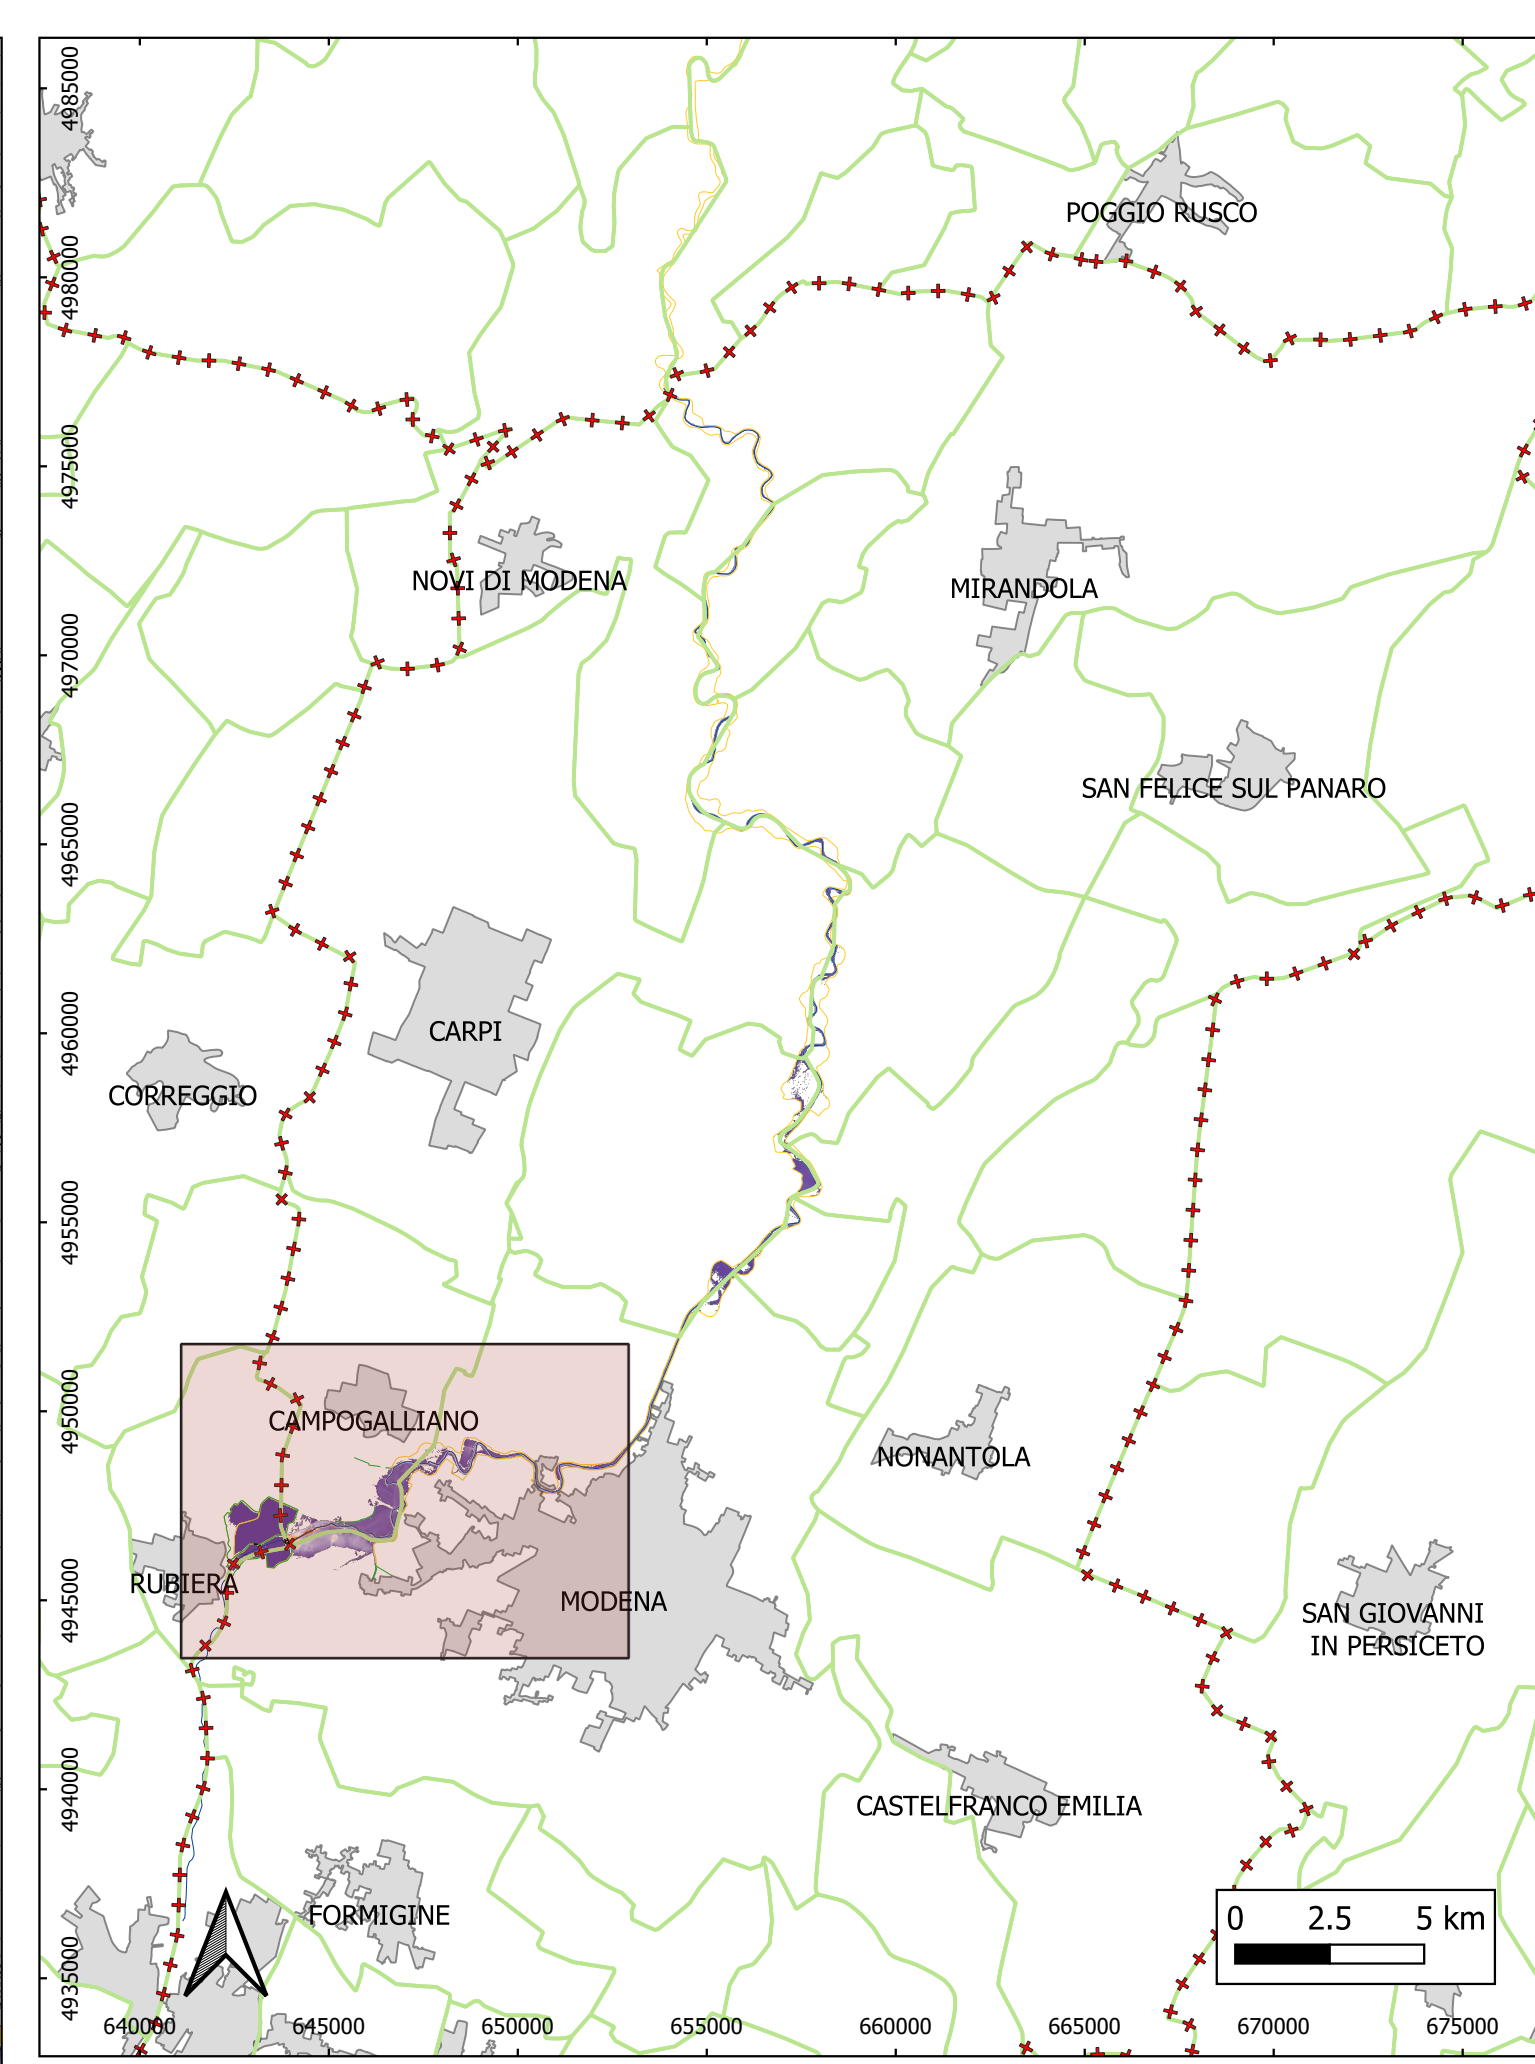 4985000
POGGIO RUSCO
4980000
4975000
NOVI DI MODENA
MIRANDOLA
4970000
SAN FELICE SUL PANARO
4965000
CARPI
4960000
CORREGGIO
4955000
4950000
CAMPOGALLIANO
NONANTOLA
RUBIERA
4945000
MODENA
SAN GIOVANNI
IN PERSICETO
4940000
CASTELFRANCO EMILIA
FORMIGINE
0 2.5 5 km
4935000
640000 645000 650000 655000 660000 665000 670000 675000